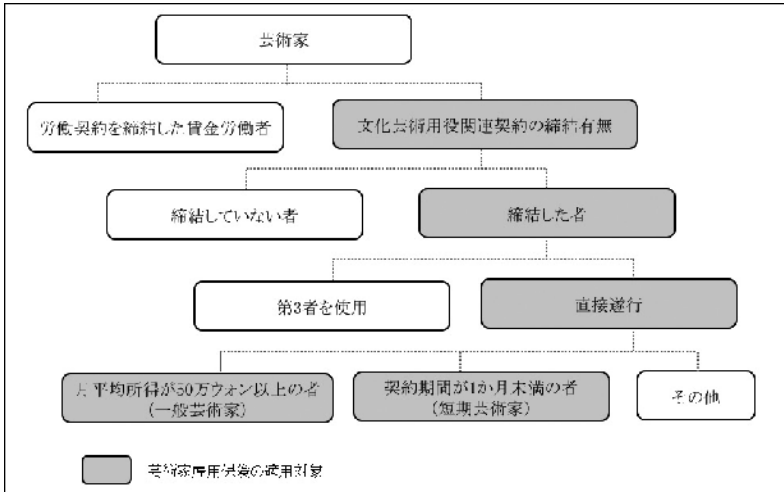 芸術家
労働契約を締結した賃金労働者
文化芸術用役関連契約の締結有無
締結していない者
締結した者
第3者を使用
直接遂行
月平均所得が50万ウォン以上の者
(一般芸術家)
契約期間が1か月未満の者
(短期芸術家)
その他
芸術家雇用保険の適用対象